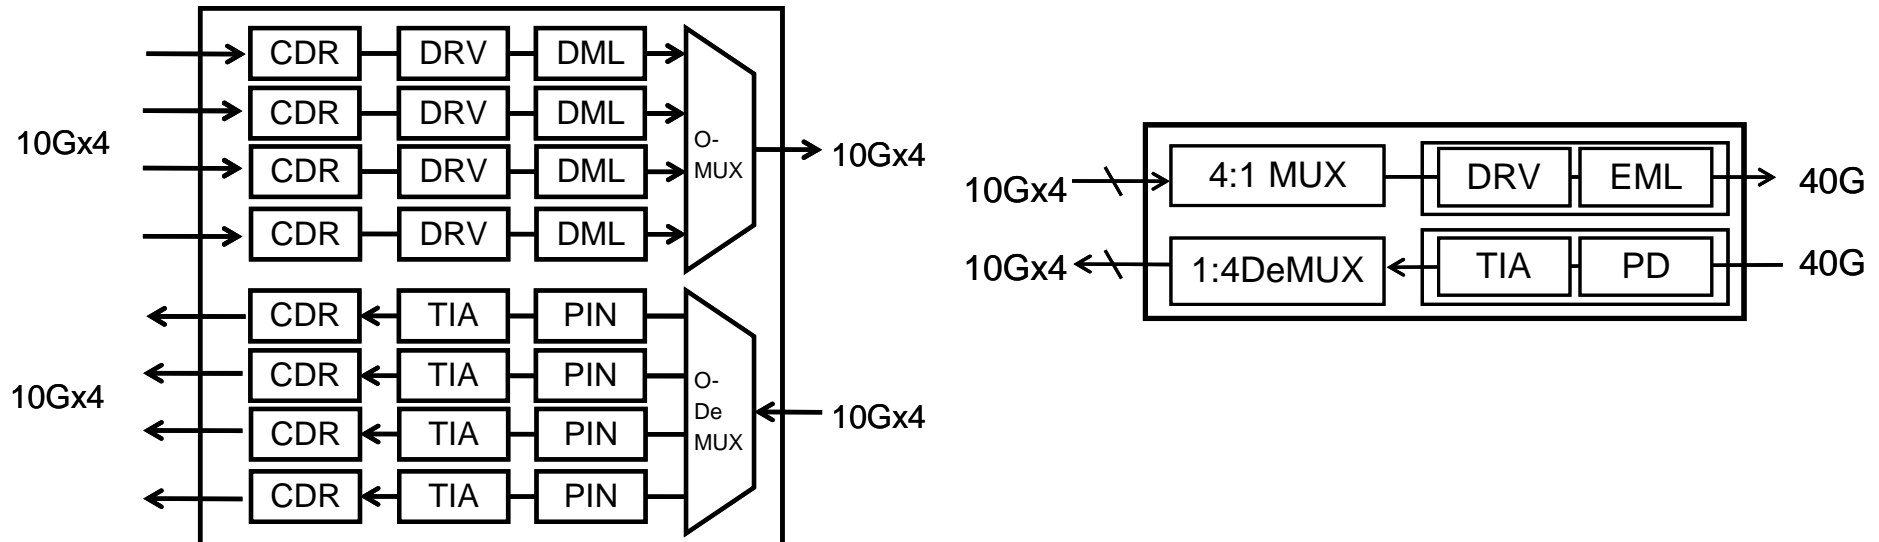 CDR DRV DML
CDR DRV DML
CDR DRV DML
CDR DRV DML
10Gx4
O-
MUX
10Gx4
CDR TIA PIN
CDR TIA PIN
CDR TIA PIN
CDR TIA PIN
10Gx4
O-
De
MUX
10Gx4
10Gx4 4:1 MUX DRV EML 40G
10Gx4 1:4DeMUX TIA PD 40G